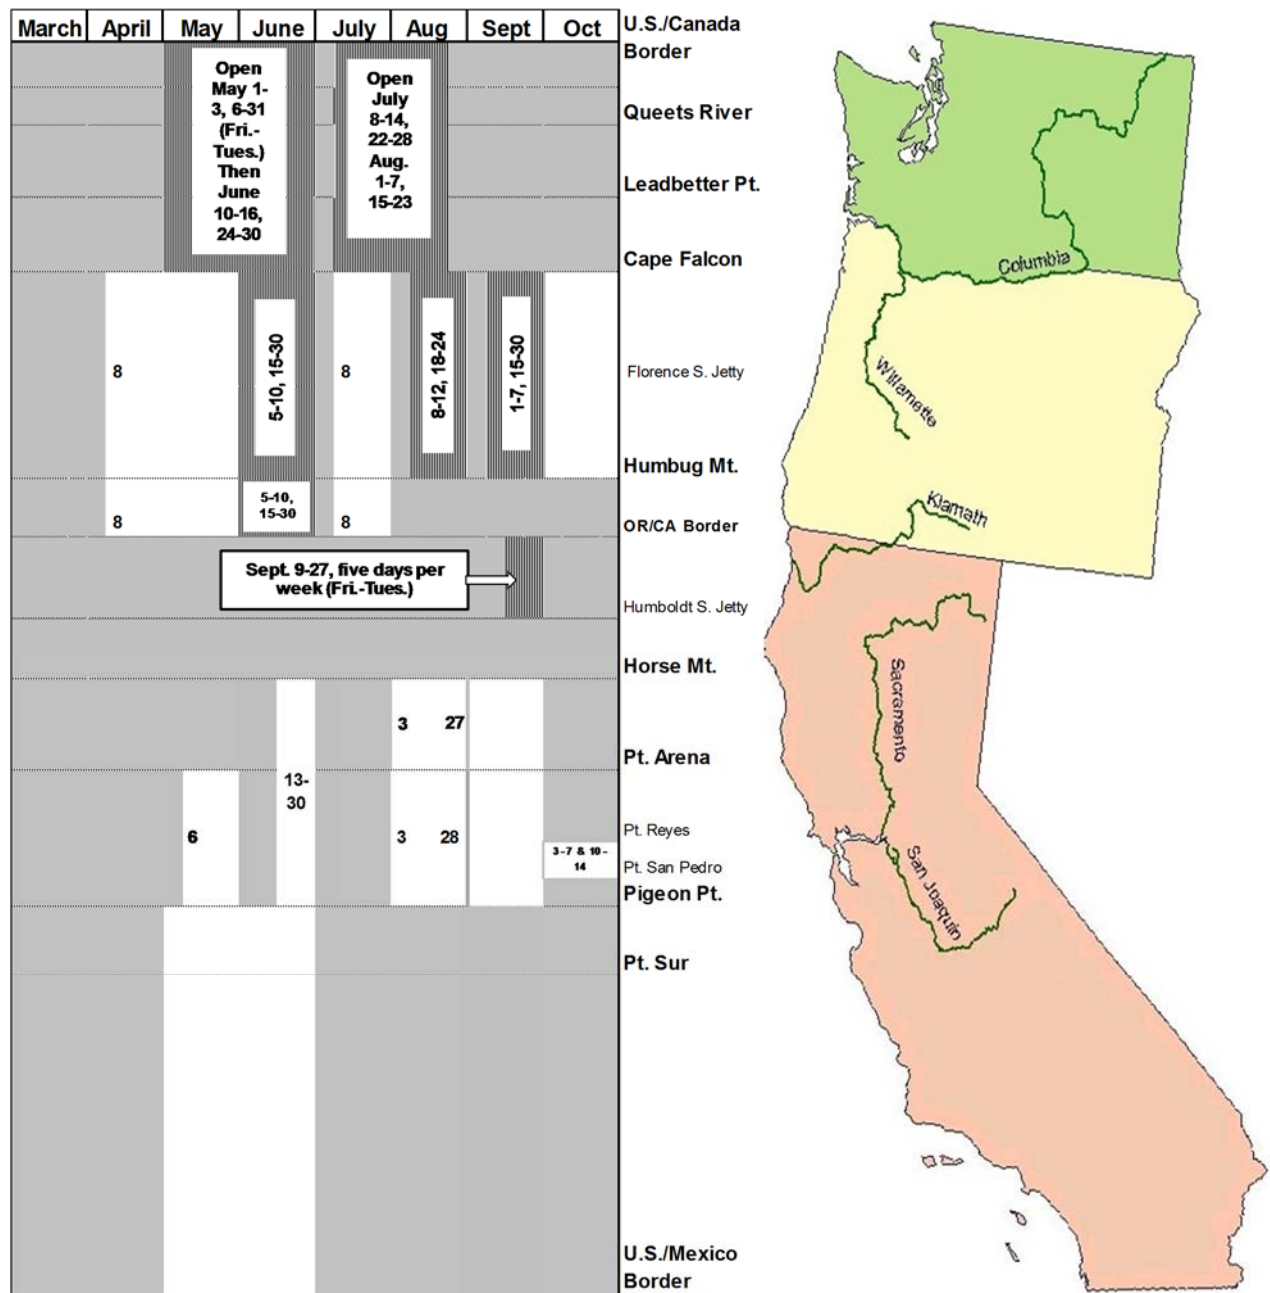 March April May June July Aug Sept Oct
U.S./Canada
Border
Open
May 1-
3, 6-31
(Fri.-
Tues.)
Then
June
10-16,
24-30
Open
July
8-14,
22-28
Aug.
1-7,
15-23
Queets River
Leadbetter Pt.
Cape Falcon
8
5-10, 15-30
8
8-12, 18-24
1-7, 15-30
Florence S. Jetty
Humbug Mt.
8
5-10,
15-30
8
OR/CA Border
Sept. 9-27, five days per
week (Fri.-Tues.)
Humboldt S. Jetty
Horse Mt.
3 27
Pt. Arena
13-
30
6
3 28
Pt. Reyes
3-7 & 10-
14
Pt. San Pedro
Pigeon Pt.
Pt. Sur
U.S./Mexico
Border
Columbia
Willamette
Klamath
Sacramento
San Joaquin